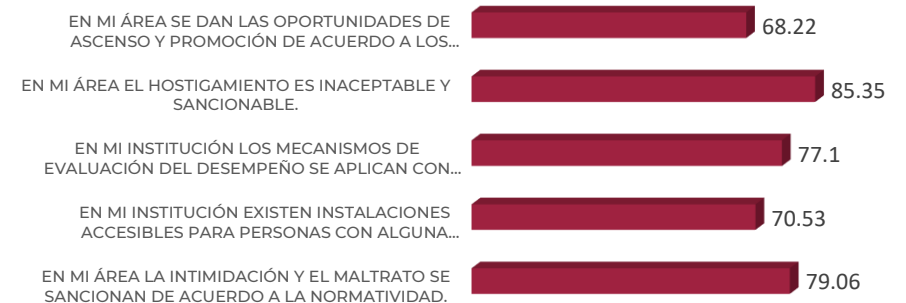 EN MI ÁREA SE DAN LAS OPORTUNIDADES DE
ASCENSO Y PROMOCIÓN DE ACUERDO A LOS...
68.22
EN MI ÁREA EL HOSTIGAMIENTO ES INACEPTABLE Y
SANCIONABLE.
85.35
EN MI INSTITUCIÓN LOS MECANISMOS DE
EVALUACIÓN DEL DESEMPEÑO SE APLICAN CON...
77.1
EN MI INSTITUCIÓN EXISTEN INSTALACIONES
ACCESIBLES PARA PERSONAS CON ALGUNA...
70.53
EN MI ÁREA LA INTIMIDACIÓN Y EL MALTRATO SE
SANCIONAN DE ACUERDO A LA NORMATIVIDAD.
79.06